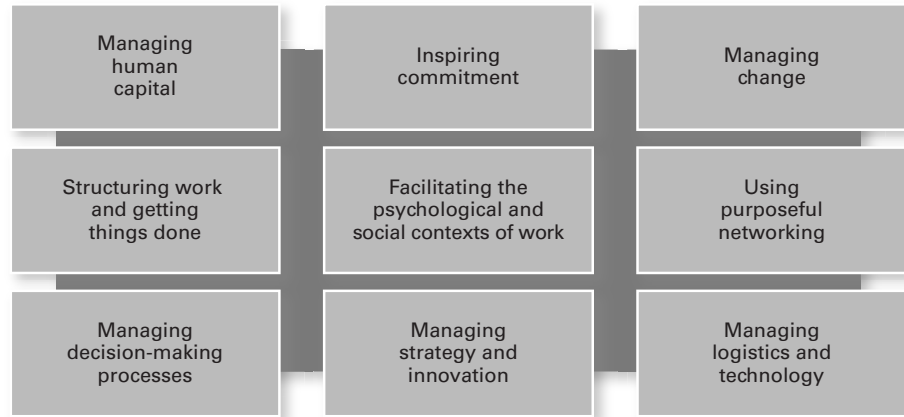 Managing
human
capital
Inspiring
commitment
Managing
change
Structuring work
and getting
things done
Facilitating the
psychological and
social contexts of work
Using
purposeful
networking
Managing
decision-making
processes
Managing
strategy and
innovation
Managing
logistics and
technology